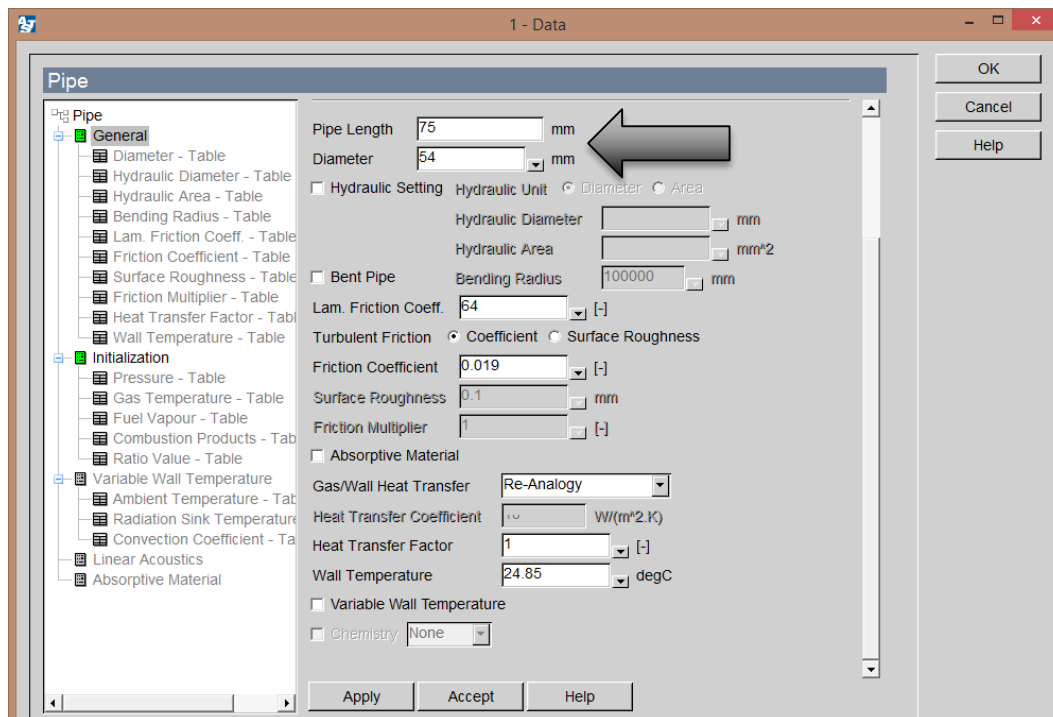 1 - Data
Pipe
OK
Cancel
Help
Pipe
General
Diameter - Table
Hydraulic Diameter - Table
Hydraulic Area - Table
Bending Radius - Table
Lam. Friction Coeff. - Table
Friction Coefficient - Table
Surface Roughness - Table
Friction Multiplier - Table
Heat Transfer Factor - Tabl
Wall Temperature - Table
Initialization
Pressure - Table
Gas Temperature - Table
Fuel Vapour - Table
Combustion Products - Tab
Ratio Value - Table
Variable Wall Temperature
Ambient Temperature - Tab
Radiation Sink Temperature
Convection Coefficient - Ta
Linear Acoustics
Absorptive Material
Pipe Length 75 mm
Diameter 54 mm
Hydraulic Setting Hydraulic Unit Diameter Area
Hydraulic Diameter mm
Hydraulic Area mm^2
Bent Pipe Bending Radius 100000 mm
Lam. Friction Coeff. 64 [-]
Turbulent Friction Coefficient Surface Roughness
Friction Coefficient 0.019 [-]
Surface Roughness 0.1 mm
Friction Multiplier 1 [-]
Absorptive Material
Gas/Wall Heat Transfer Re-Analogy
Heat Transfer Coefficient W/(m^2.K)
Heat Transfer Factor 1 [-]
Wall Temperature 24.85 degC
Variable Wall Temperature
Chemistry None
Apply Accept Help